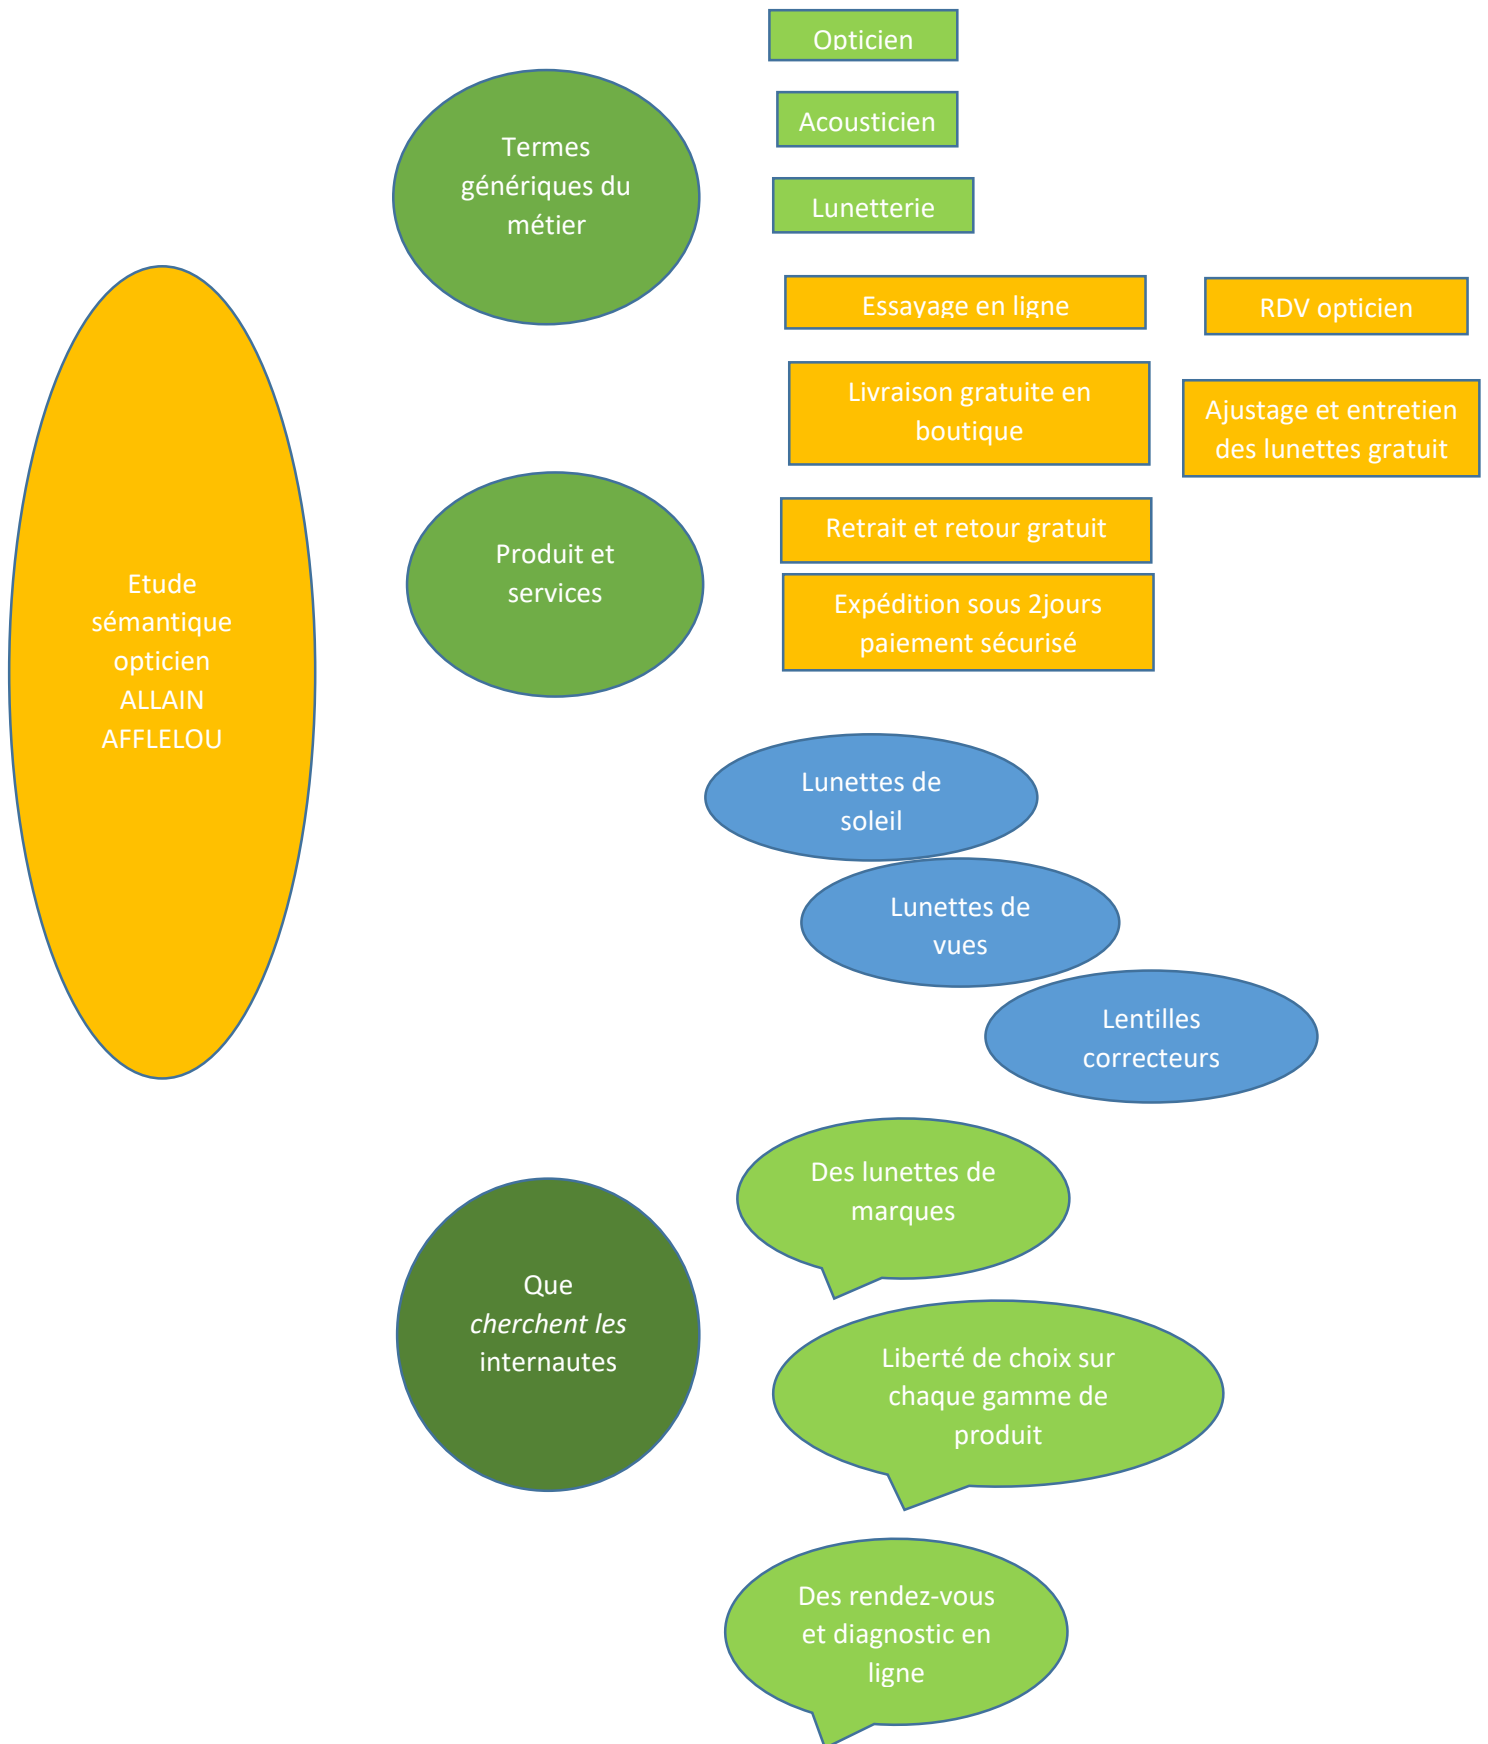 Opticien
Acousticien
Lunetterie
Termes
génériques du
métier
Essayage en ligne
RDV opticien
Livraison gratuite en
boutique
Ajustage et entretien
des lunettes gratuit
Retrait et retour gratuit
Expédition sous 2jours
paiement sécurisé
Produit et
services
Etude
sémantique
opticien
ALLAIN
AFFLELOU
Lunettes de
soleil
Lunettes de
vues
Lentilles
correcteurs
Des lunettes de
marques
Que
cherchent les
internautes
Liberté de choix sur
chaque gamme de
produit
Des rendez-vous
et diagnostic en
ligne